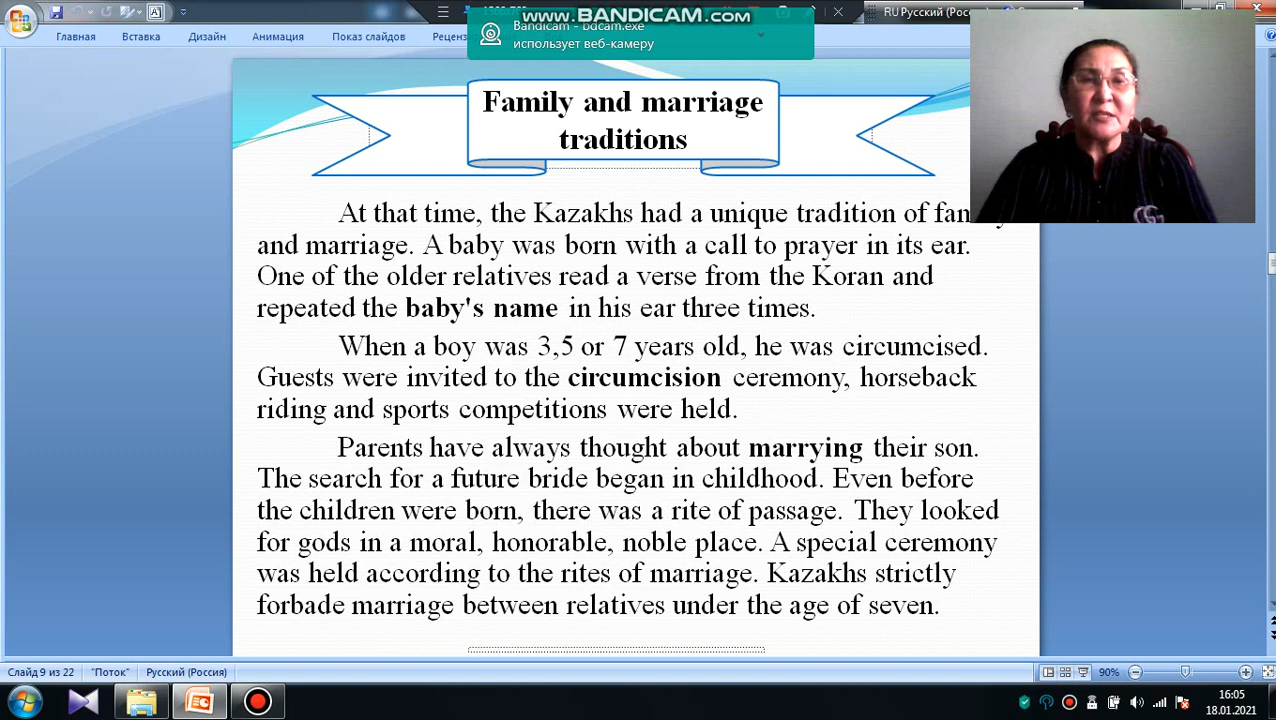 WWW.BANDICAM.COM
Bandicam - bdcam.exe
использует веб-камеру
RU Русский
Главная Вставка Дизайн Анимация Показ слайдов
Family and marriage
traditions
At that time, the Kazakhs had a unique tradition of
and marriage. A baby was born with a call to prayer in its ear.
One of the older relatives read a verse from the Koran and
repeated the baby's name in his ear three times.
When a boy was 3,5 or 7 years old, he was circumcised.
Guests were invited to the circumcision ceremony, horseback
riding and sports competitions were held.
Parents have always thought about marrying their son.
The search for a future bride began in childhood. Even before
the children were born, there was a rite of passage. They looked
for gods in a moral, honorable, noble place. A special ceremony
was held according to the rites of marriage. Kazakhs strictly
forbade marriage between relatives under the age of seven.
Слайд 9 из 22 "Поток" Русский (Россия) 90%
16:05
18.01.2021